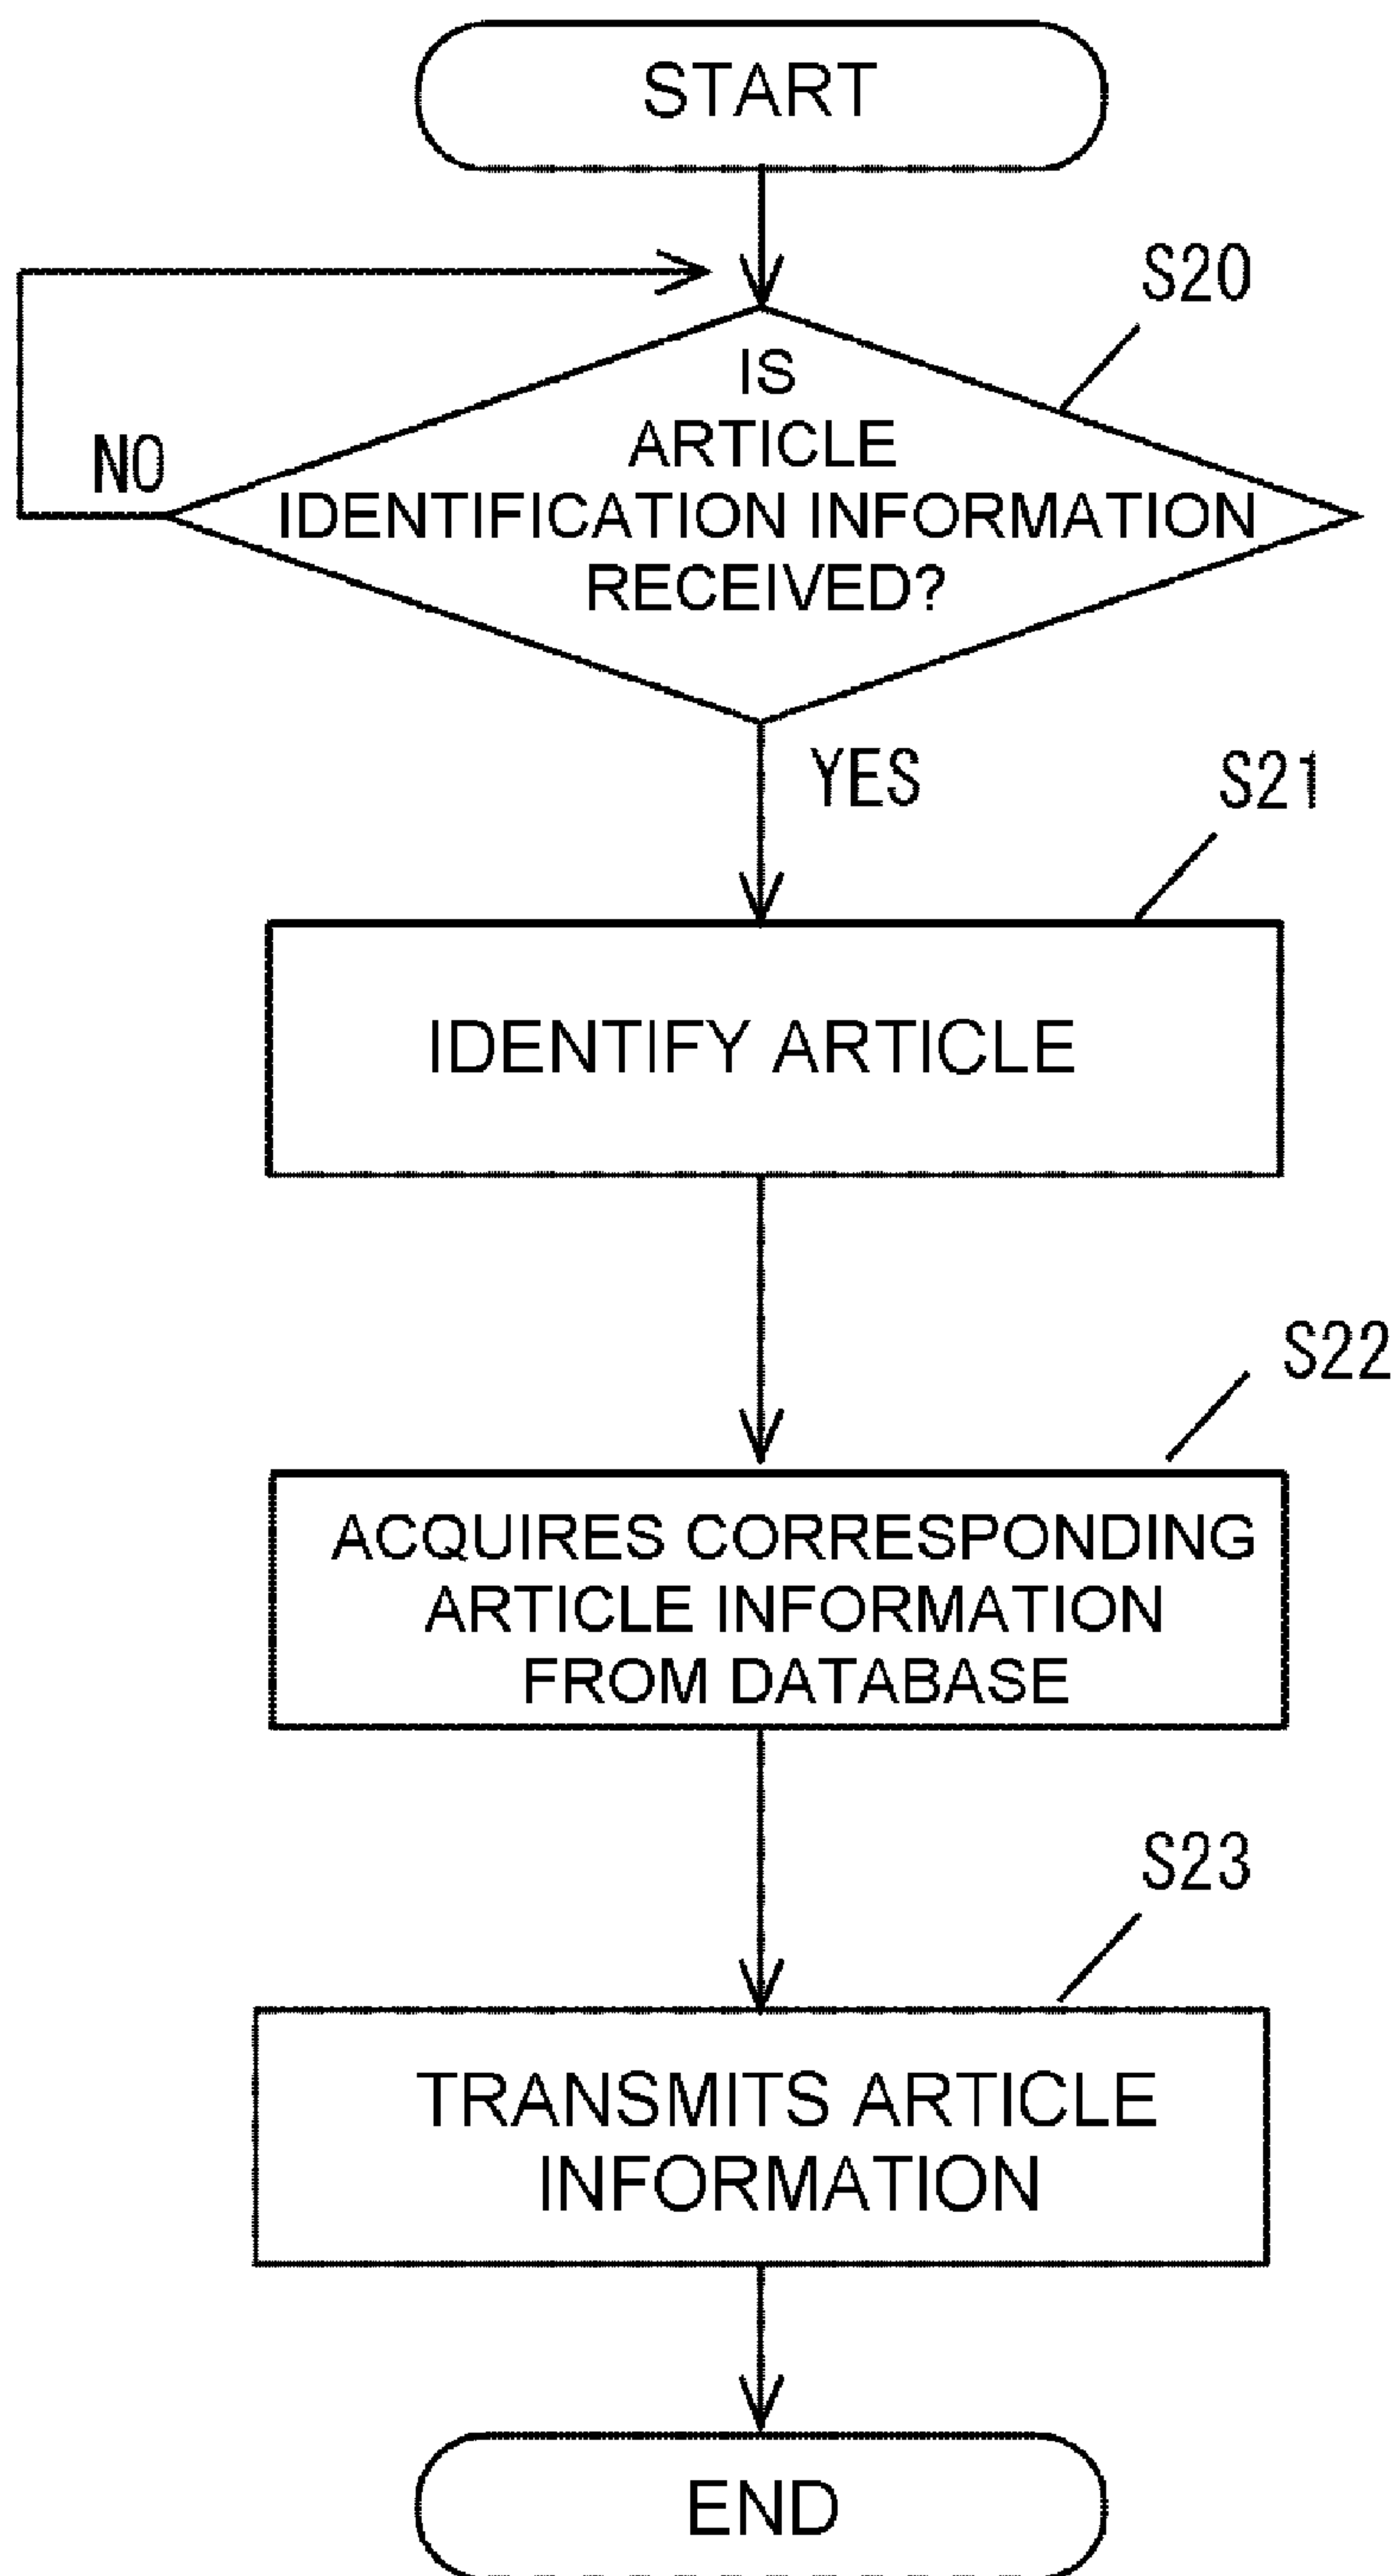 START
S20
IS
ARTICLE
IDENTIFICATION INFORMATION
RECEIVED?
NO
YES
S21
IDENTIFY ARTICLE
S22
ACQUIRES CORRESPONDING
ARTICLE INFORMATION
FROM DATABASE
S23
TRANSMITS ARTICLE
INFORMATION
END